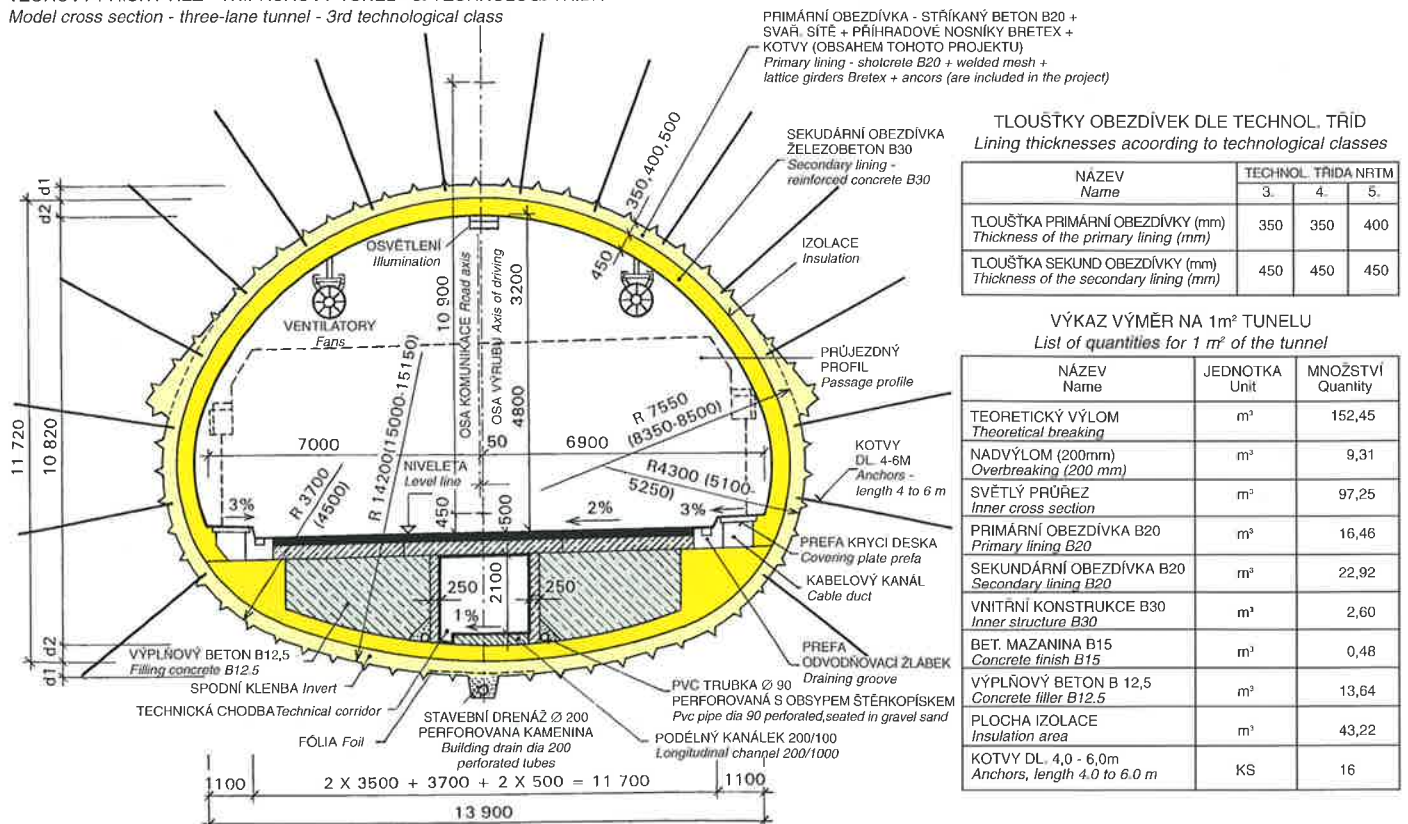 Model cross section - three-lane tunnel - 3rd technological class
PRIMÁRNÍ OBEZDÍVKA - STŘÍKANÝ BETON B20 +
SVAŘ. SÍTĚ + PŘÍHRADOVÉ NOSNÍKY BRETEX +
KOTVY (OBSAHEM TOHOTO PROJEKTU)
Primary lining - shotcrete B20 + welded mesh +
lattice girders Bretex + ancors (are included in the project)
SEKUDÁRNÍ OBEZDÍVKA
ŽELEZOBETON B30
Secondary lining -
reinforced concrete B30
IZOLACE
Insulation
350,400,500
450
d1
d2
11 720
10 820
OSVĚTLENÍ
Illumination
VENTILATORY
Fans
10 900
OSA KOMUNIKACE Road axis
OSA VÝRUBU Axis of driving
3200
4800
PRŮJEZDNÝ
PROFIL
Passage profile
R 14200(15000-15150)
R 7550
(8350-8500)
7000
50
6900
R 3700
(4500)
NIVELETA
Level line
R4300 (5100-
5250)
KOTVY
DL. 4-6M
Anchors -
length 4 to 6 m
3%
450
500
2%
3%
PREFA KRYCÍ DESKA
Covering plate prefa
KABELOVÝ KANÁL
Cable duct
250
2100
250
1%
d2
d1
VÝPLŇOVÝ BETON B12,5
Filling concrete B12.5
PREFA
ODVODŇOVACÍ ŽLÁBEK
Draining groove
SPODNÍ KLENBA Invert
TECHNICKÁ CHODBA Technical corridor
FÓLIA Foil
STAVEBNÍ DRENÁŽ Ø 200
PERFOROVANA KAMENINA
Building drain dia 200
perforated tubes
PVC TRUBKA Ø 90
PERFOROVANÁ S OBSYPEM ŠTĚRKOPÍSKEM
Pvc pipe dia 90 perforated,seated in gravel sand
PODÉLNÝ KANÁLEK 200/100
Longitudinal channel 200/1000
1100
2 X 3500 + 3700 + 2 X 500 = 11 700
1100
13 900
TLOUŠŤKY OBEZDÍVEK DLE TECHNOL. TŘÍD
Lining thicknesses acoording to technological classes
NÁZEV
Name
TECHNOL. TŘIDA NRTM
3. 4. 5.
TLOUŠŤKA PRIMÁRNÍ OBEZDÍVKY (mm)
Thickness of the primary lining (mm)
350 350 400
TLOUŠŤKA SEKUND OBEZDÍVKY (mm)
Thickness of the secondary lining (mm)
450 450 450
VÝKAZ VÝMĚR NA 1m² TUNELU
List of quantities for 1 m² of the tunnel
NÁZEV
Name
JEDNOTKA
Unit
MNOŽSTVÍ
Quantity
TEORETICKÝ VÝLOM
Theoretical breaking
m³ 152,45
NADVÝLOM (200mm)
Overbreaking (200 mm)
m³ 9,31
SVĚTLÝ PRŮŘEZ
Inner cross section
m³ 97,25
PRIMÁRNÍ OBEZDÍVKA B20
Primary lining B20
m³ 16,46
SEKUNDÁRNÍ OBEZDÍVKA B20
Secondary lining B20
m³ 22,92
VNITŘNÍ KONSTRUKCE B30
Inner structure B30
m³ 2,60
BET. MAZANINA B15
Concrete finish B15
m³ 0,48
VÝPLŇOVÝ BETON B 12,5
Concrete filler B12.5
m³ 13,64
PLOCHA IZOLACE
Insulation area
m³ 43,22
KOTVY DL. 4,0 - 6,0m
Anchors, length 4.0 to 6.0 m
KS 16